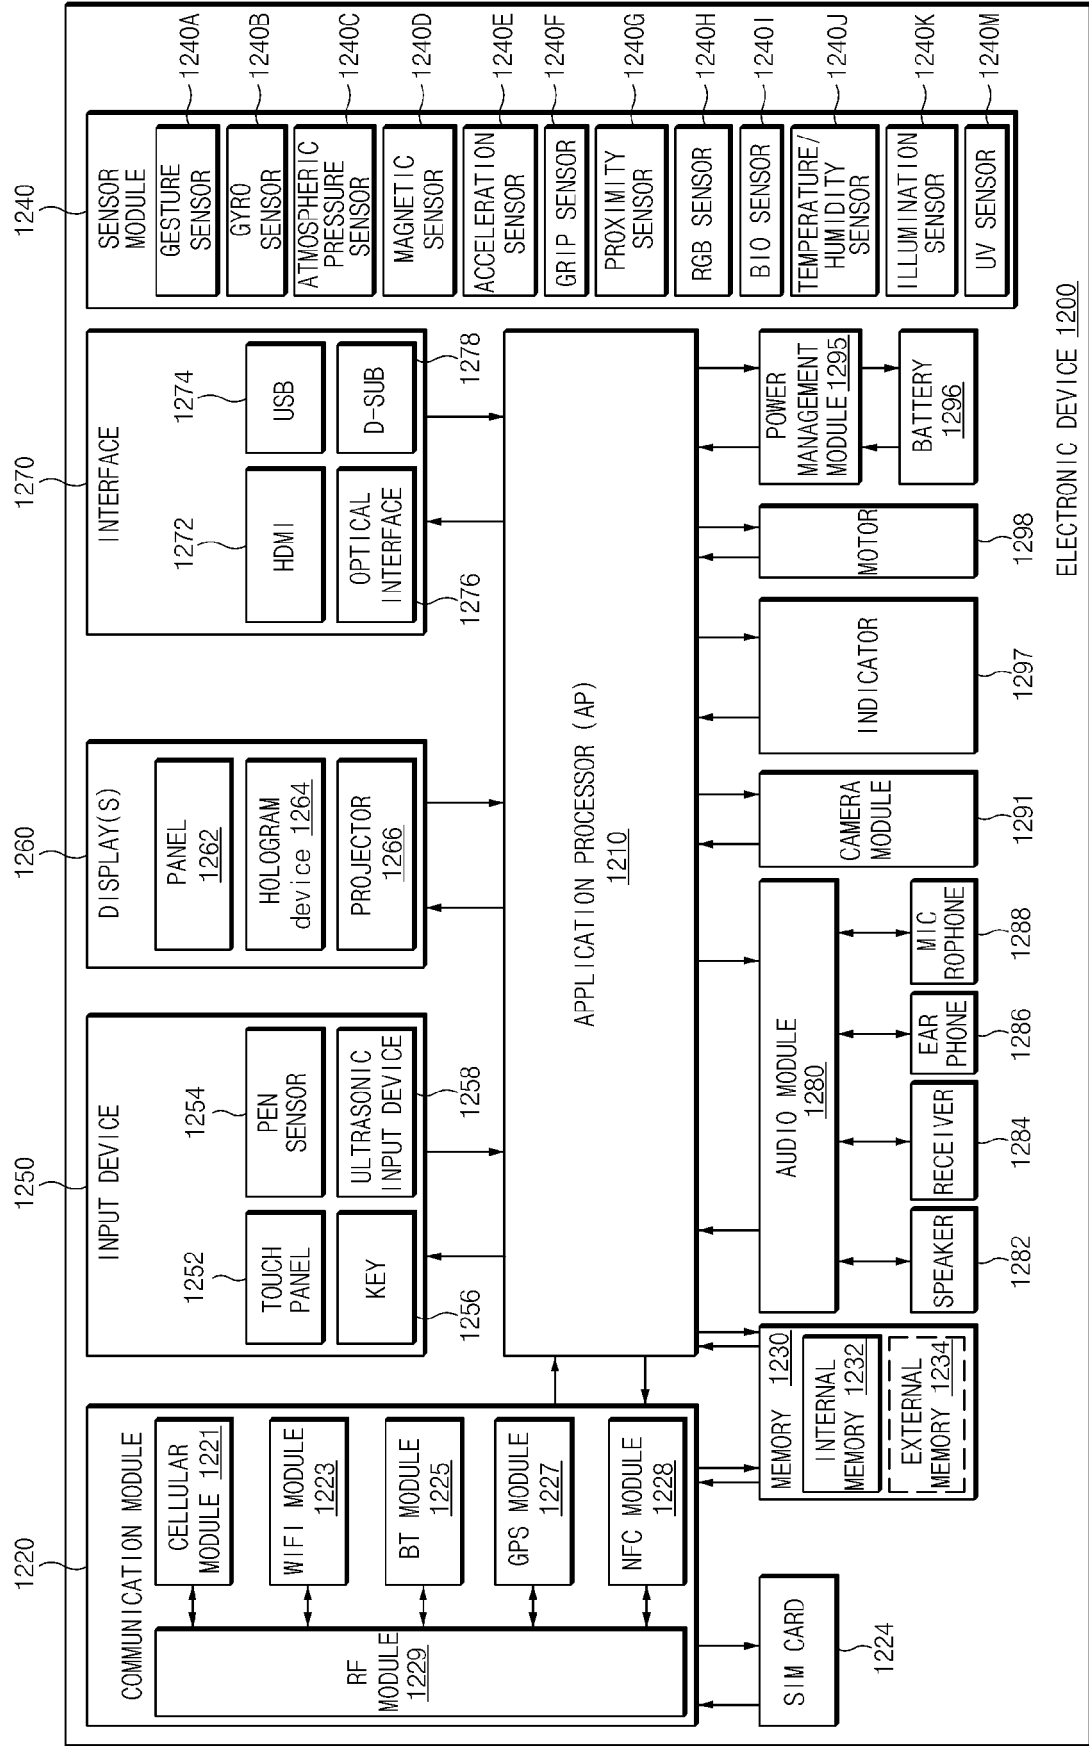 1220
COMMUNICATION MODULE
CELLULAR
MODULE 1221
WIFI MODULE
1223
BT MODULE
1225
GPS MODULE
1227
NFC MODULE
1228
RF
MODULE
1229
SIM CARD
1224
1250
INPUT DEVICE
1252
TOUCH
PANEL
1254
PEN
SENSOR
KEY
1256
ULTRASONIC
INPUT DEVICE
1258
1260
DISPLAY(S)
PANEL
1262
HOLOGRAM
device 1264
PROJECTOR
1266
1270
INTERFACE
1272
HDMI
1274
USB
OPTICAL
INTERFACE
1276
D-SUB
1278
1240
SENSOR
MODULE
GESTURE
SENSOR
1240A
GYRO
SENSOR
1240B
ATMOSPHERIC
PRESSURE
SENSOR
1240C
MAGNETIC
SENSOR
1240D
ACCELERATION
SENSOR
1240E
GRIP SENSOR
1240F
PROXIMITY
SENSOR
1240G
RGB SENSOR
1240H
BIO SENSOR
1240I
TEMPERATURE/
HUMIDITY
SENSOR
1240J
ILLUMINATION
SENSOR
1240K
UV SENSOR
1240M
APPLICATION PROCESSOR (AP)
1210
MEMORY 1230
INTERNAL
MEMORY 1232
EXTERNAL
MEMORY 1234
AUDIO MODULE
1280
SPEAKER
1282
RECEIVER
1284
EAR
PHONE
1286
MIC
ROPHONE
1288
CAMERA
MODULE
1291
INDICATOR
1297
MOTOR
1298
POWER
MANAGEMENT
MODULE 1295
BATTERY
1296
ELECTRONIC DEVICE 1200